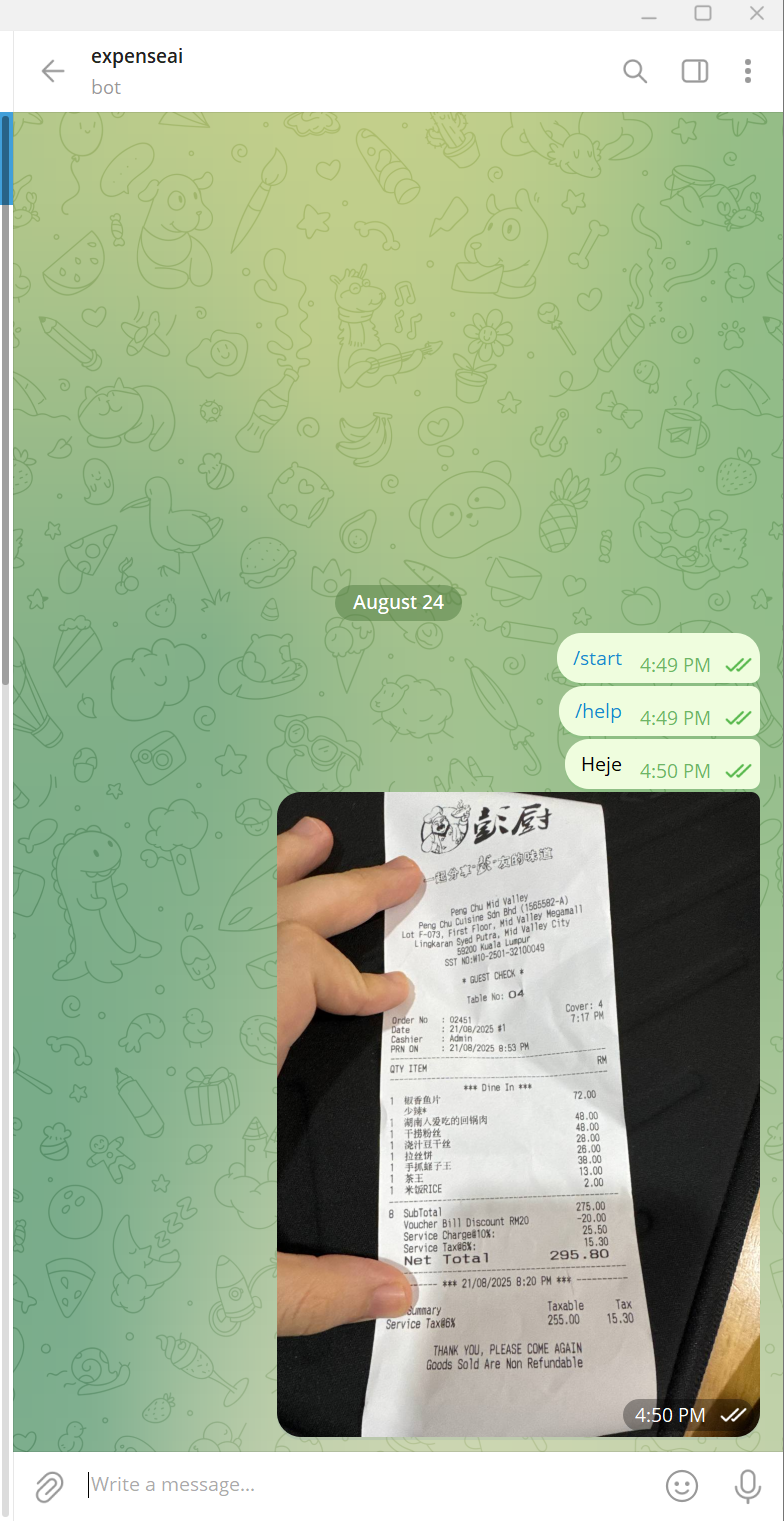 expenseai
bot
August 24
/start 4:49 PM
/help 4:49 PM
Heje 4:50 PM
彭厨
一起分享·彭·友的味道
Peng Chu Mid Valley
Peng Chu Cuisine Sdn Bhd (1565582-A)
Lot F-073, First Floor, Mid Valley Megamall
Lingkaran Syed Putra, Mid Valley City
59200 Kuala Lumpur
SST NO:W10-2501-32100049
* GUEST CHECK *
Table No: 04
Order No : 02451 Cover: 4
Date : 21/08/2025 #1 7:17 PM
Cashier : Admin
PRN ON : 21/08/2025 8:53 PM
QTY ITEM RM
*** Dine In ***
1 椒香鱼片 72.00
少辣*
1 湖南人爱吃的回锅肉 48.00
1 干捞粉丝 48.00
1 浇汁豆干丝 28.00
1 拉丝饼 26.00
1 手抓蛏子王 38.00
1 茶王 13.00
1 米饭RICE 2.00
8 SubTotal 275.00
Voucher Bill Discount RM20 -20.00
Service Charge@10%: 25.50
Service Tax@6%: 15.30
Net Total 295.80
*** 21/08/2025 8:20 PM ***
Summary Taxable Tax
Service Tax@6% 255.00 15.30
THANK YOU, PLEASE COME AGAIN
Goods Sold Are Non Refundable
4:50 PM
Write a message...